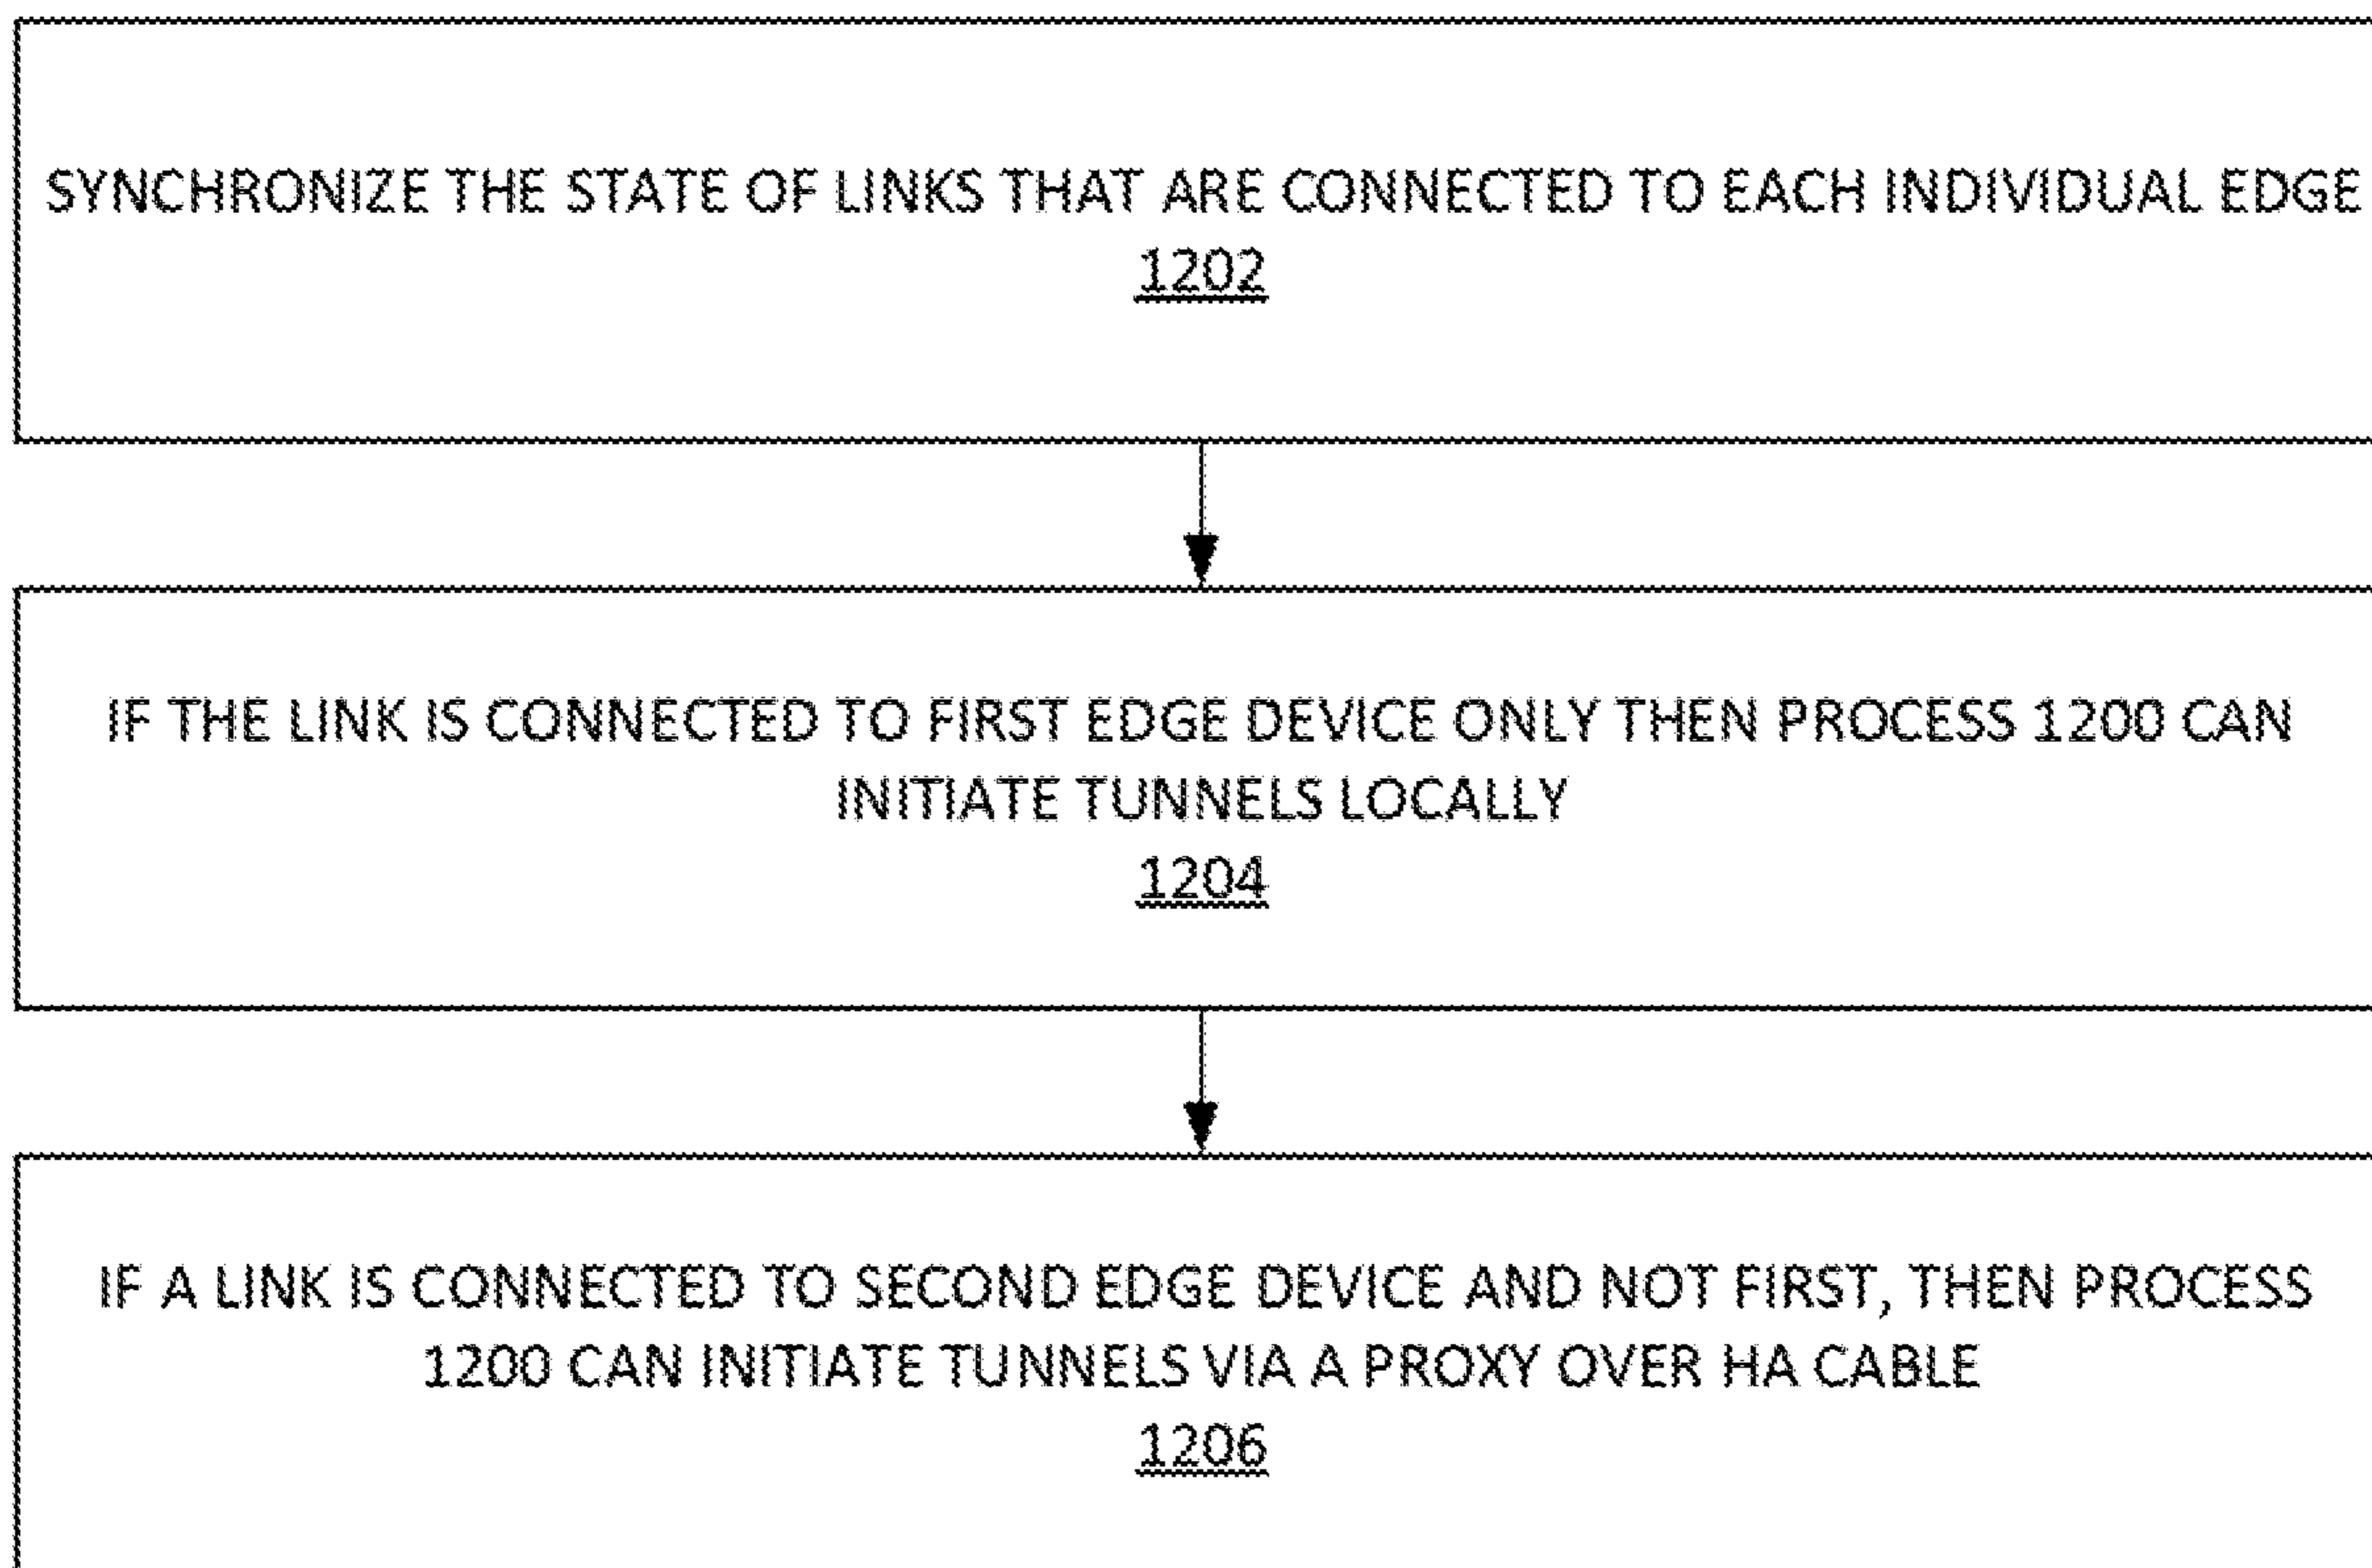 SYNCHRONIZE THE STATE OF LINKS THAT ARE CONNECTED TO EACH INDIVIDUAL EDGE
1202
IF THE LINK IS CONNECTED TO FIRST EDGE DEVICE ONLY THEN PROCESS 1200 CAN
INITIATE TUNNELS LOCALLY
1204
IF A LINK IS CONNECTED TO SECOND EDGE DEVICE AND NOT FIRST, THEN PROCESS
1200 CAN INITIATE TUNNELS VIA A PROXY OVER HA CABLE
1206